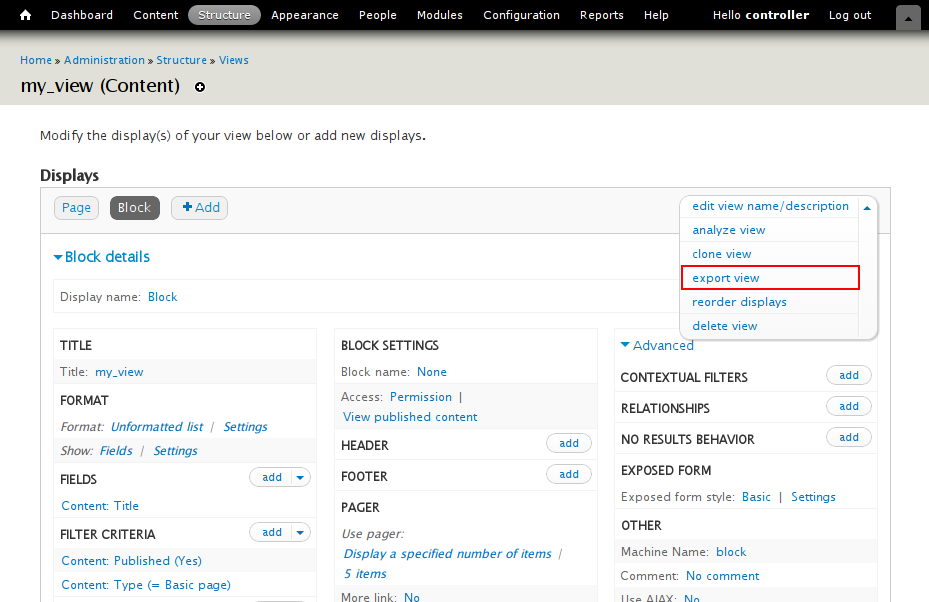 Dashboard Content Structure Appearance People Modules Configuration Reports Help Hello controller Log out
Home » Administration » Structure » Views
my_view (Content)
Modify the display(s) of your view below or add new displays.
Displays
Page Block Add
edit view name/description
analyze view
clone view
export view
reorder displays
delete view
Block details
Display name: Block
TITLE
Title: my_view
FORMAT
Format: Unformatted list | Settings
Show: Fields | Settings
FIELDS add
Content: Title
FILTER CRITERIA add
Content: Published (Yes)
Content: Type (= Basic page)
BLOCK SETTINGS
Block name: None
Access: Permission |
View published content
HEADER add
FOOTER add
PAGER
Use pager:
Display a specified number of items |
5 items
More link: No
Advanced
CONTEXTUAL FILTERS add
RELATIONSHIPS add
NO RESULTS BEHAVIOR add
EXPOSED FORM
Exposed form style: Basic | Settings
OTHER
Machine Name: block
Comment: No comment
Use AJAX: No